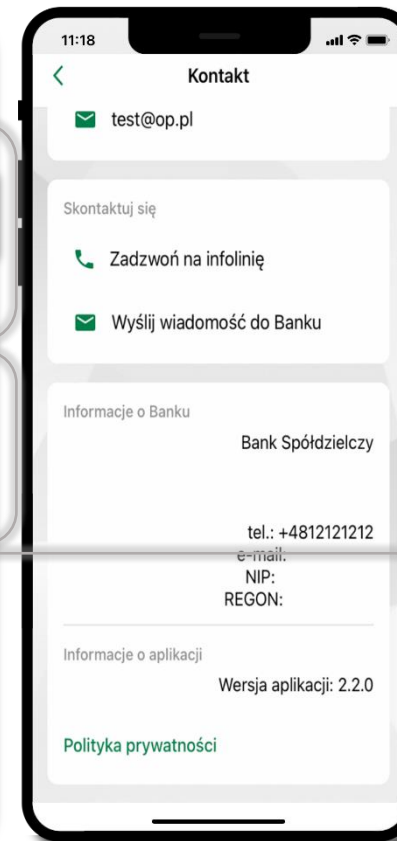 11:18
Kontakt
test@op.pl
Skontaktuj się
Zadzwoń na infolinię
Wyślij wiadomość do Banku
Informacje o Banku
Bank Spółdzielczy
tel.: +4812121212
e-mail:
NIP:
REGON:
Informacje o aplikacji
Wersja aplikacji: 2.2.0
Polityka prywatności